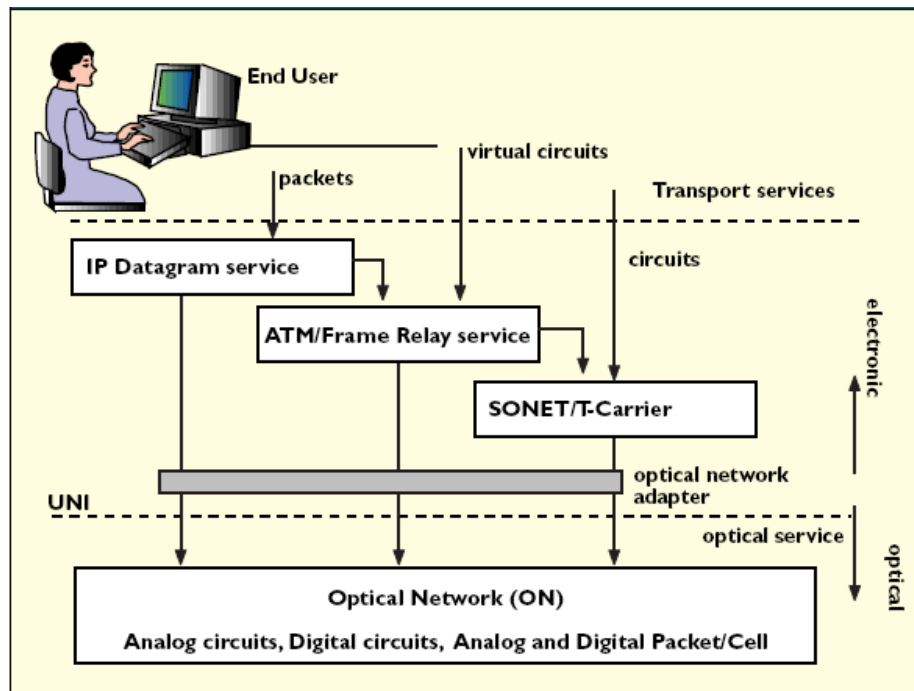 End User
virtual circuits
packets
Transport services
IP Datagram service
circuits
ATM/Frame Relay service
electronic
SONET/T-Carrier
optical network
adapter
UNI
optical service
optical
Optical Network (ON)
Analog circuits, Digital circuits, Analog and Digital Packet/Cell